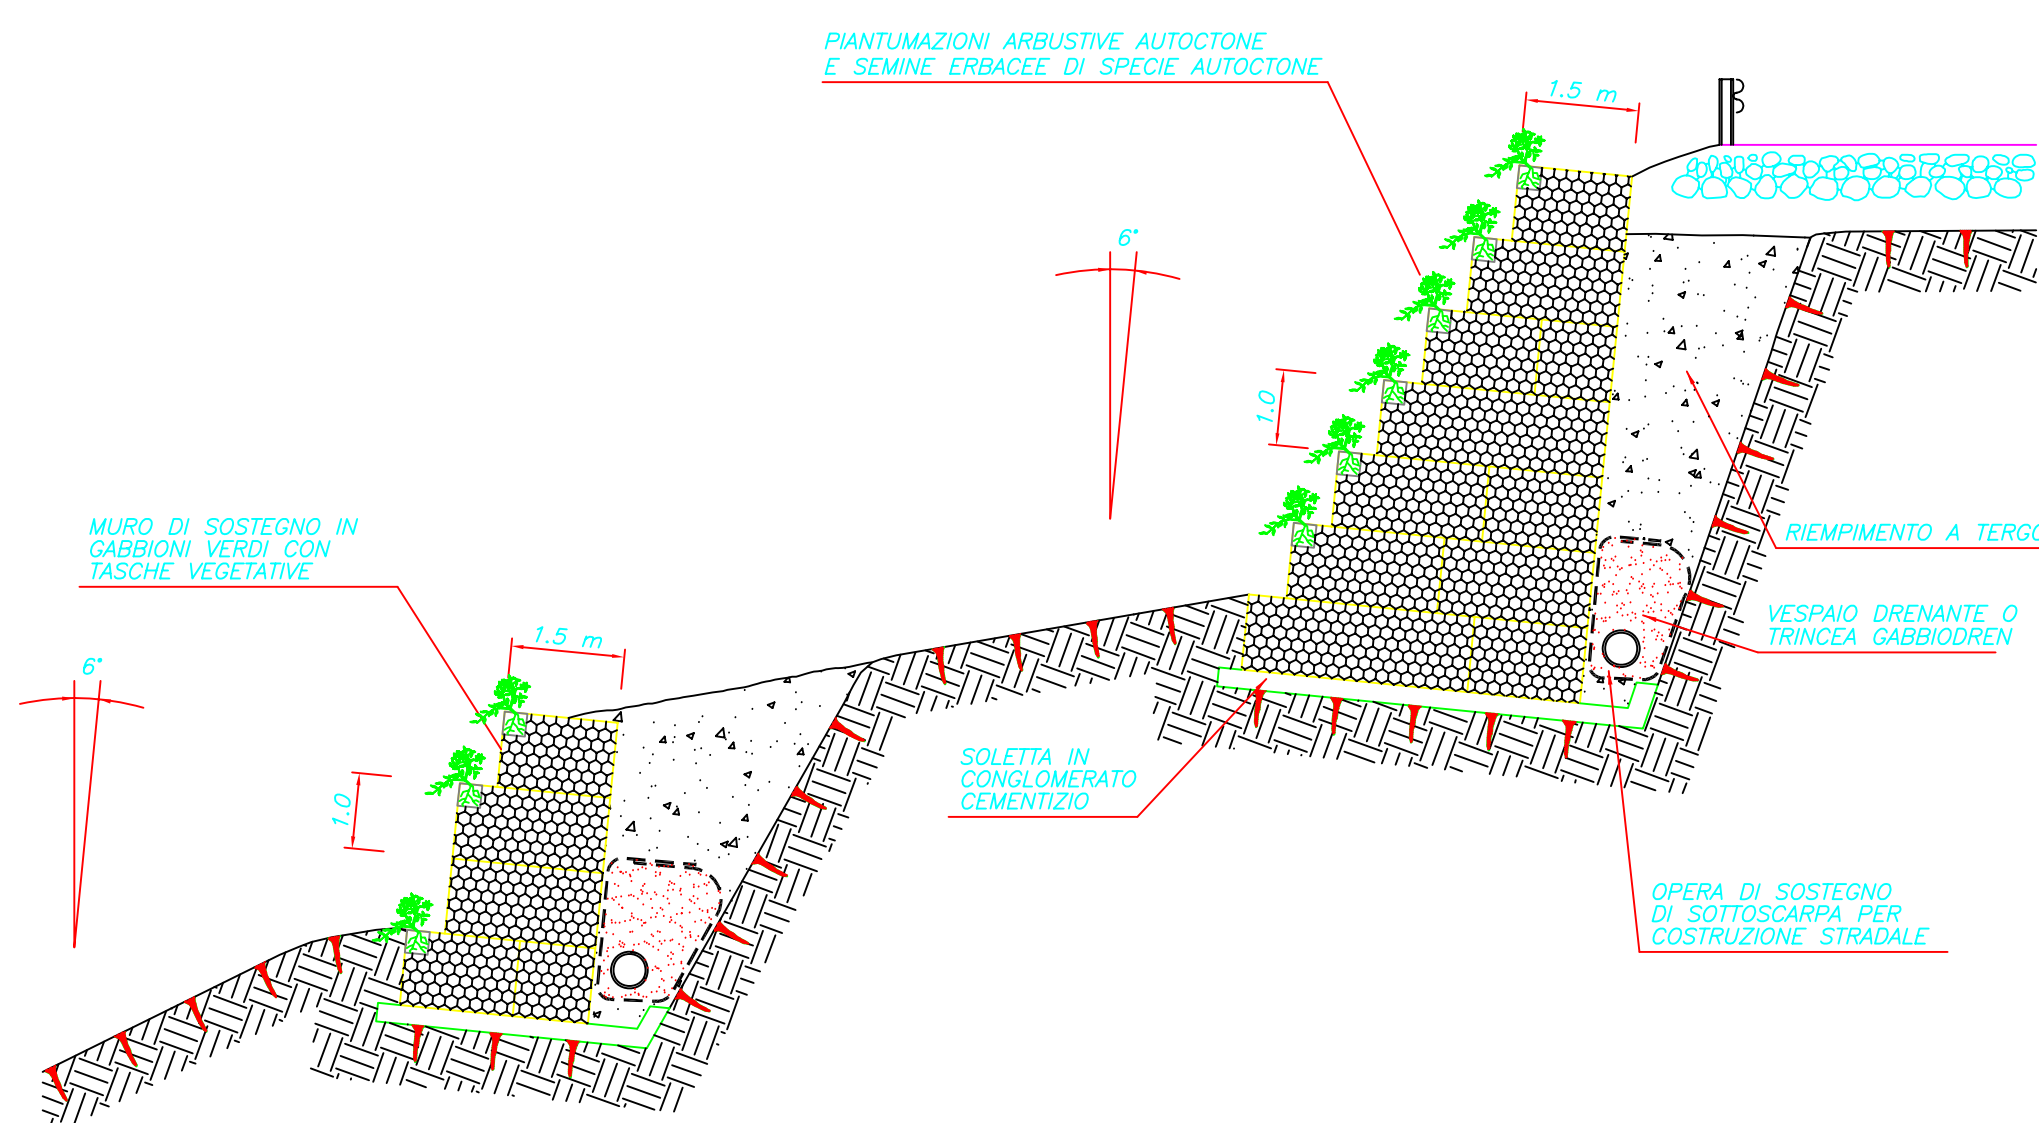 PIANTUMAZIONI ARBUSTIVE AUTOCTONE
E SEMINE ERBACEE DI SPECIE AUTOCTONE
1.5 m
6°
1.0
RIEMPIMENTO A TERGO
MURO DI SOSTEGNO IN
GABBIONI VERDI CON
TASCHE VEGETATIVE
VESPAIO DRENANTE O
TRINCEA GABBIODREN
1.5 m
6°
1.0
SOLETTA IN
CONGLOMERATO
CEMENTIZIO
OPERA DI SOSTEGNO
DI SOTTOSCARPA PER
COSTRUZIONE STRADALE